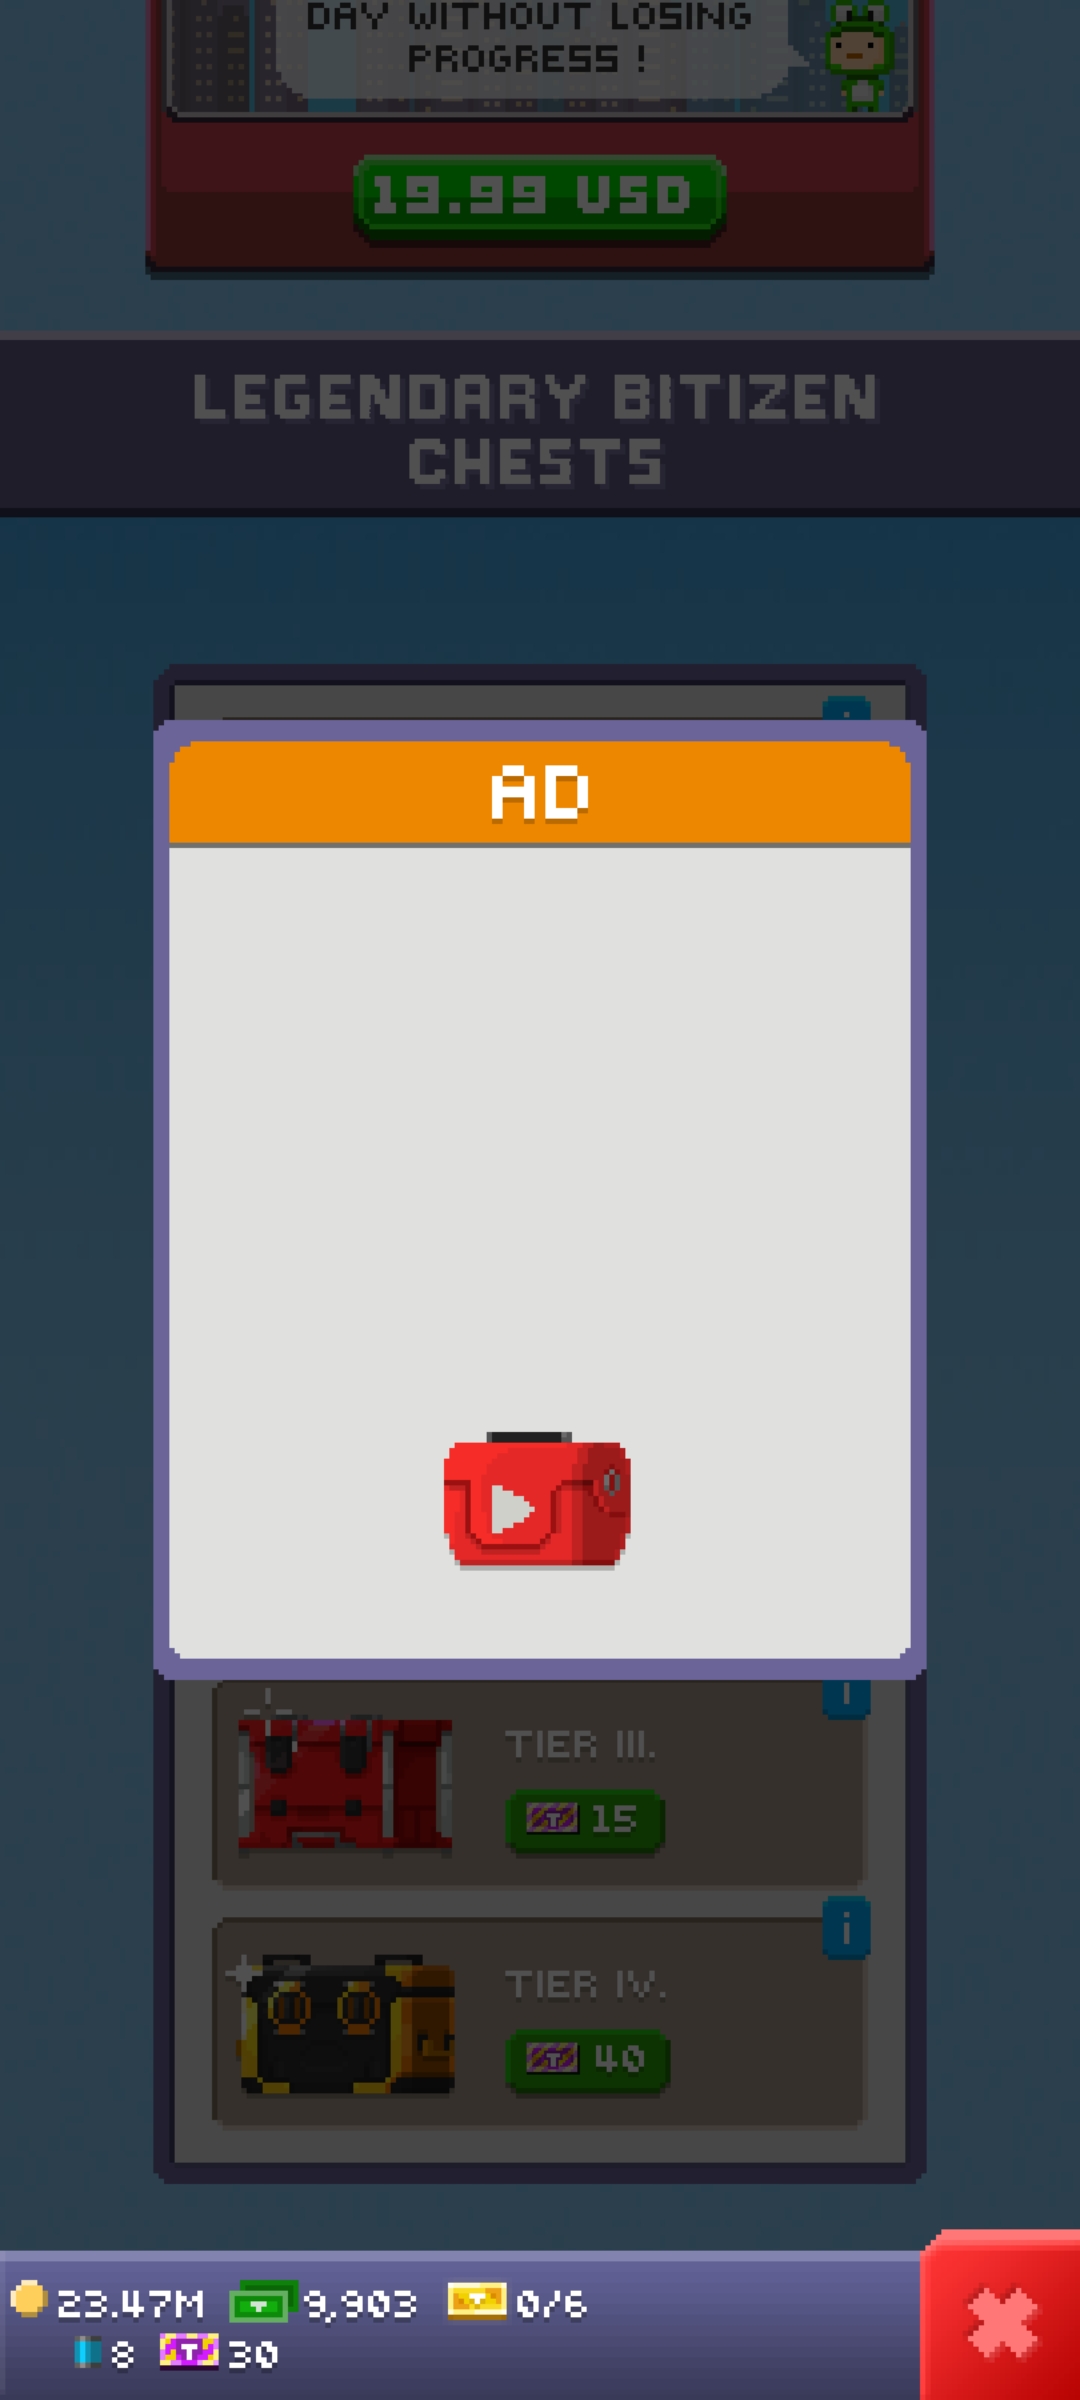 DAY WITHOUT LOSING
PROGRESS !
19.99 USD
LEGENDARY BITIZEN
CHESTS
AD
TIER III.
15
i
TIER IV.
40
23.47M 9,903 0/6
8 30